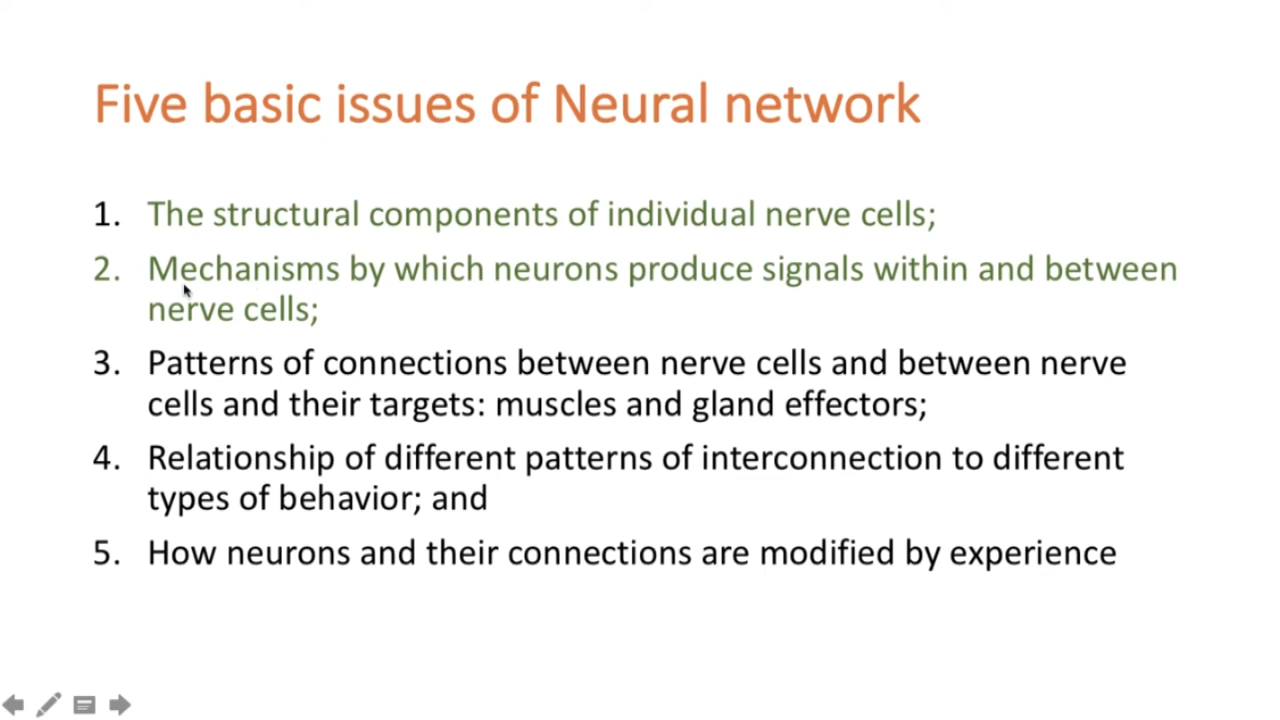 Five basic issues of Neural network
1. The structural components of individual nerve cells;
2. Mechanisms by which neurons produce signals within and between
nerve cells;
3. Patterns of connections between nerve cells and between nerve
cells and their targets: muscles and gland effectors;
4. Relationship of different patterns of interconnection to different
types of behavior; and
5. How neurons and their connections are modified by experience